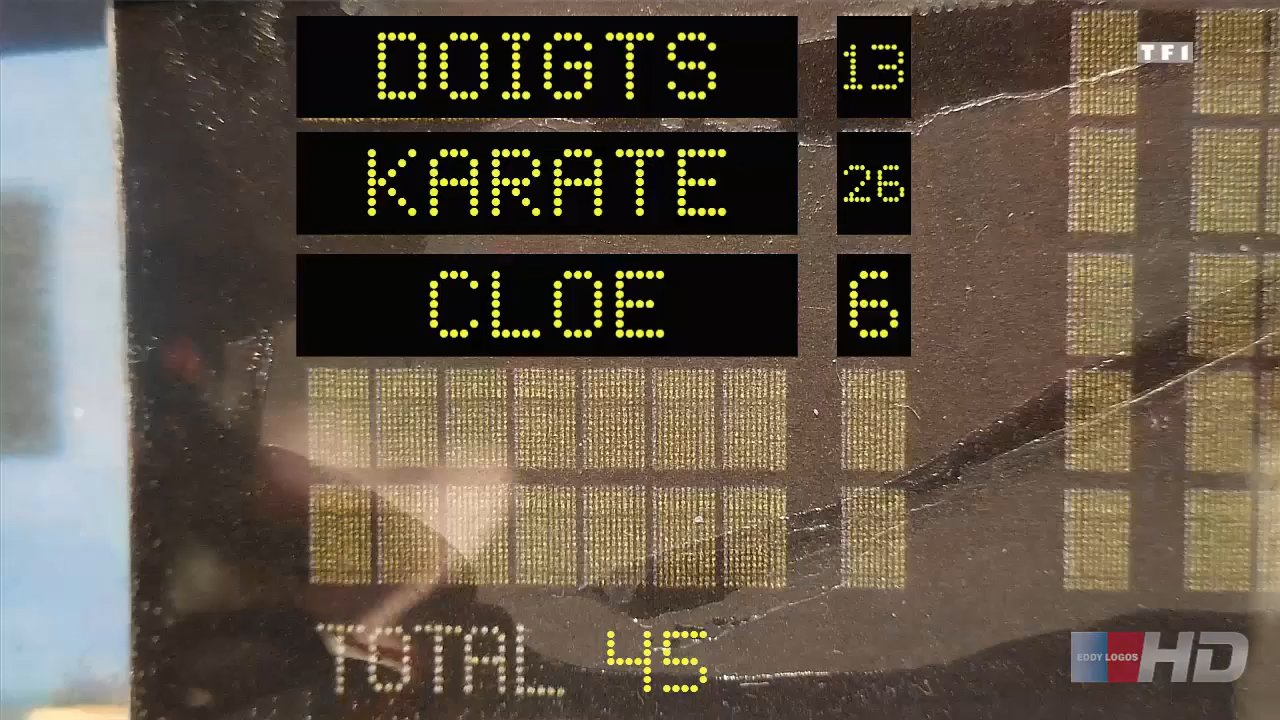 DOIGTS 13
TF1
KARATE 26
CLOE 6
TOTAL 45
EDDY LOGOS HD